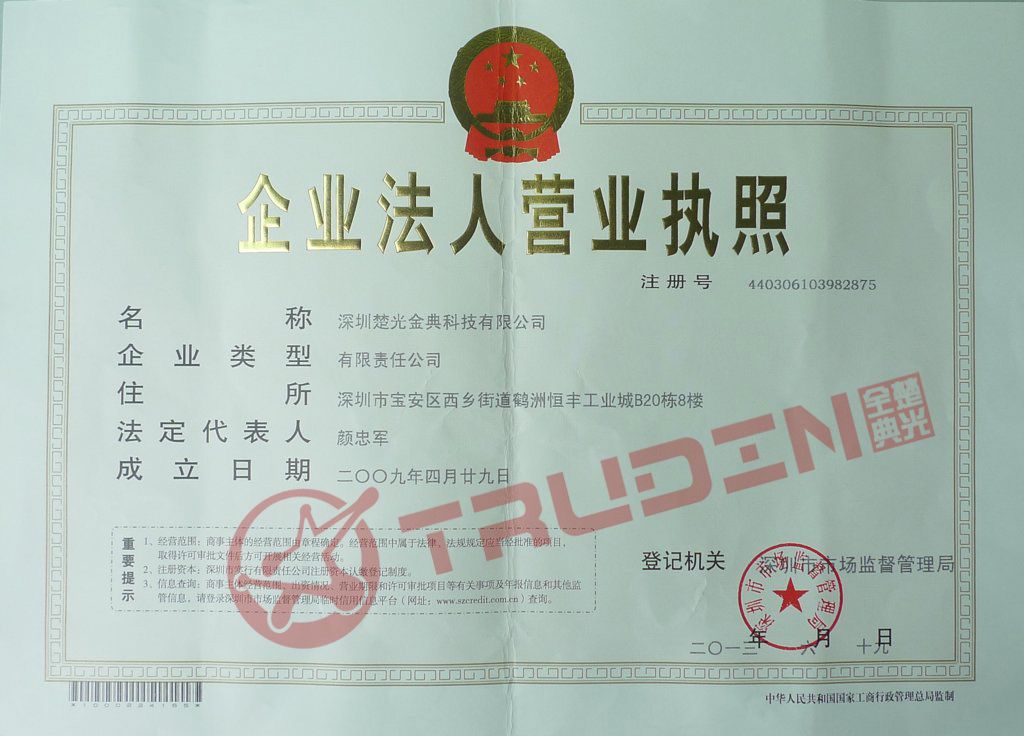 企业法人营业执照
注册号 440306103982875
名称 深圳楚光金典科技有限公司
企业类型 有限责任公司
住所 深圳市宝安区西乡街道鹤洲恒丰工业城B20栋8楼
法定代表人 颜忠军
成立日期 二〇〇九年四月廿九日
TRUDEN
楚光金典
重要提示
1、经营范围：商事主体的经营范围由章程确定。经营范围中属于法律、法规规定应当经批准的项目，
取得许可审批文件后方可开展相关经营活动。
2、注册资本：深圳市实行有限责任公司注册资本认缴登记制度。
3、信息查询：商事主体经营范围、出资情况、营业期限和许可审批项目等有关事项及年报信息和其他监
管信息，请登录深圳市市场监督管理局临时信用信息平台（网址：www.szcredit.com.cn）查询。
登记机关 深圳市市场监督管理局
深圳市市场监督管理局
二〇一三年六月十九日
*1000224165*
中华人民共和国国家工商行政管理总局监制